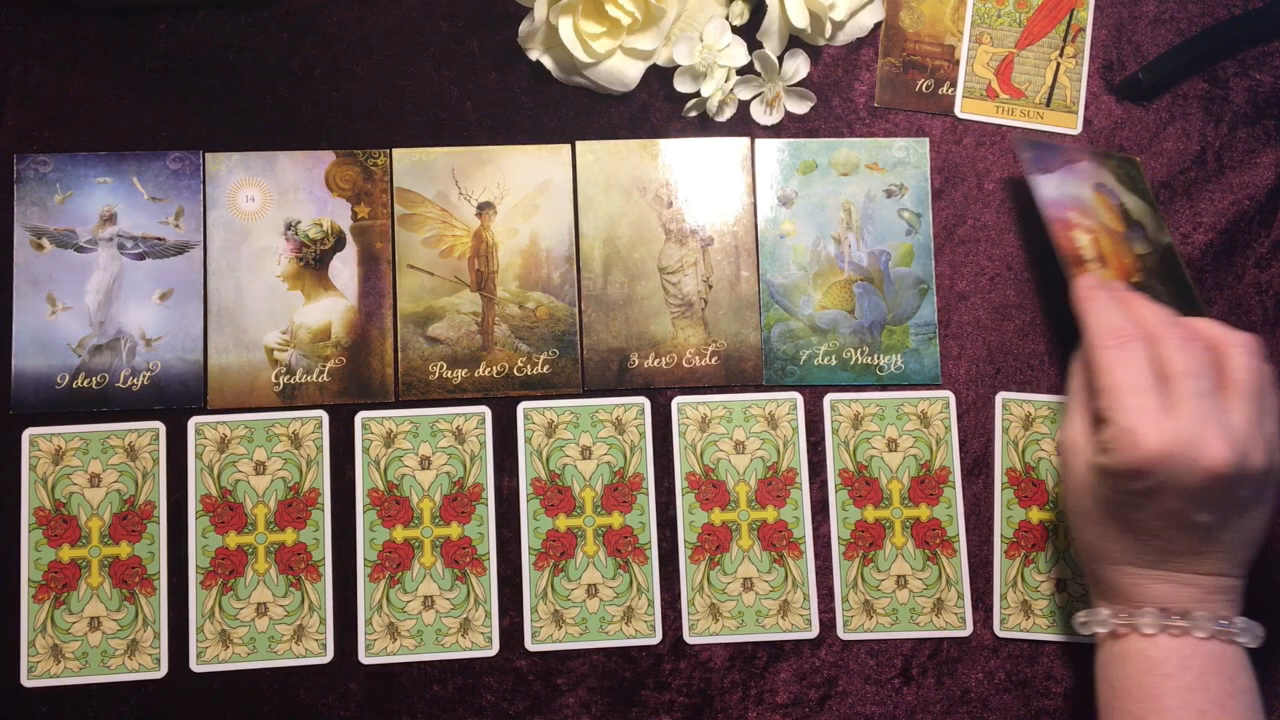 10 de
THE SUN
14
9 der Luft
Geduld
Page der Erde
3 der Erde
7 des Wassers